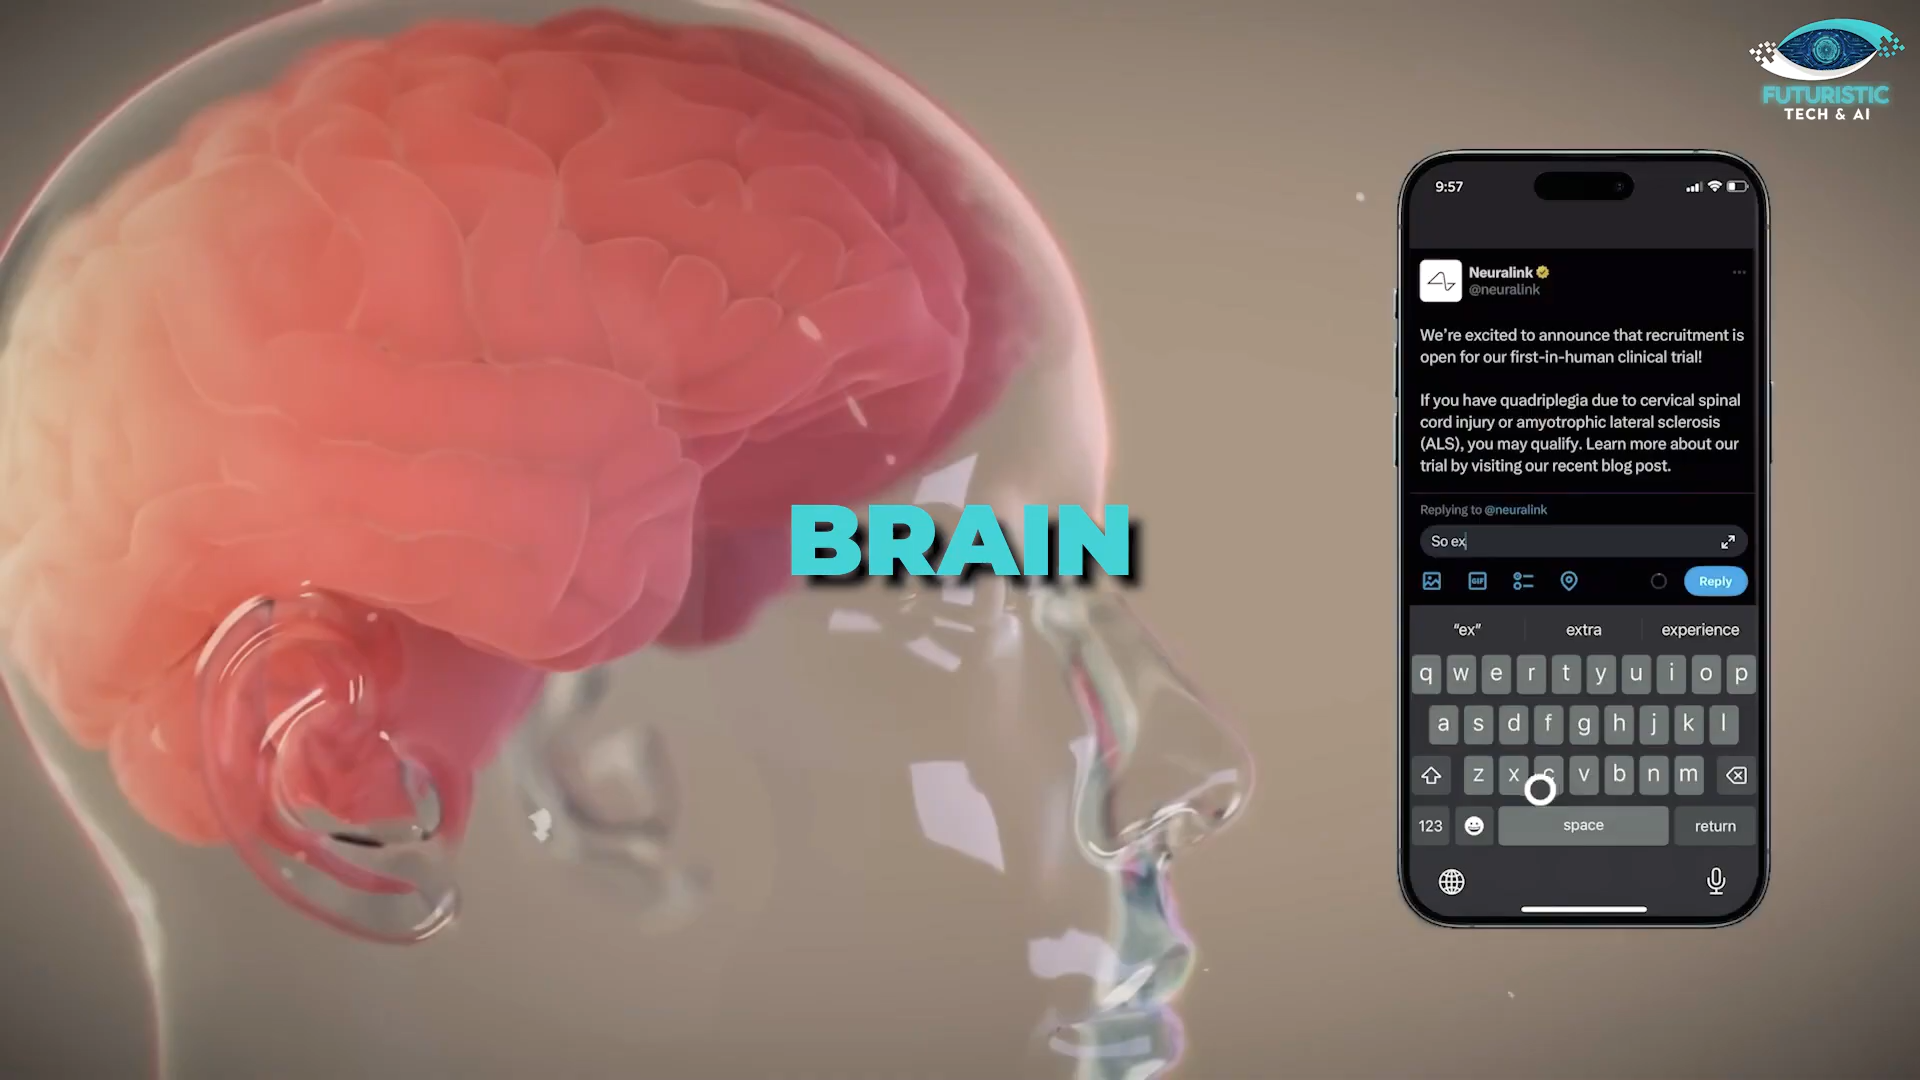 FUTURISTIC
TECH & AI
BRAIN
9:57
Neuralink
@neuralink
We're excited to announce that recruitment is
open for our first-in-human clinical trial!
If you have quadriplegia due to cervical spinal
cord injury or amyotrophic lateral sclerosis
(ALS), you may qualify. Learn more about our
trial by visiting our recent blog post.
Replying to @neuralink
So ex
GIF
Reply
"ex" extra experience
q w e r t y u i o p
a s d f g h j k l
z x c v b n m
123 space return